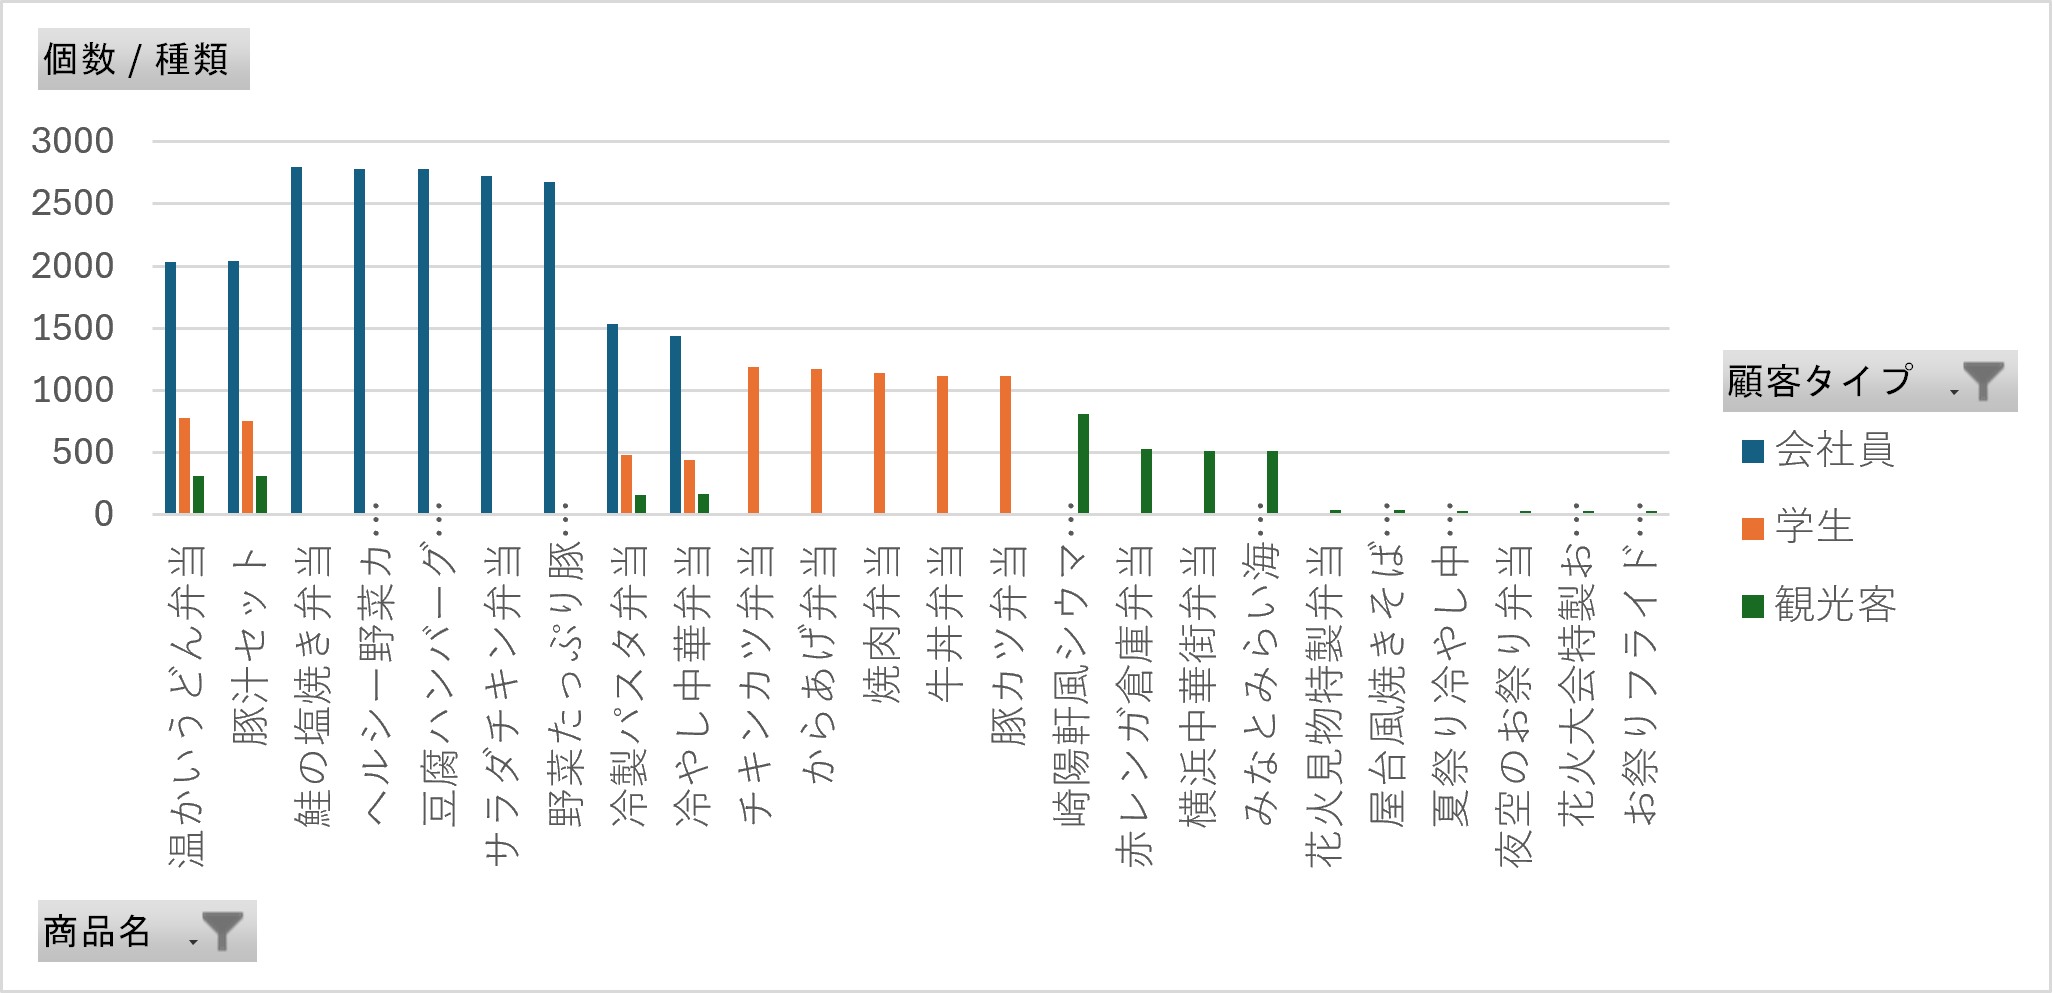 個数 / 種類
3000
2500
2000
1500
1000
500
0
温かいうどん弁当
豚汁セット
鮭の塩焼き弁当
ヘルシー野菜カ…
豆腐ハンバーグ…
サラダチキン弁当
野菜たっぷり豚…
冷製パスタ弁当
冷やし中華弁当
チキンカツ弁当
からあげ弁当
焼肉弁当
牛丼弁当
豚カツ弁当
崎陽軒風シウマ…
赤レンガ倉庫弁当
横浜中華街弁当
みなとみらい海…
花火見物特製弁当
屋台風焼きそば…
夏祭り冷やし中…
夜空のお祭り弁当
花火大会特製お…
お祭りフライド…
顧客タイプ
会社員
学生
観光客
商品名